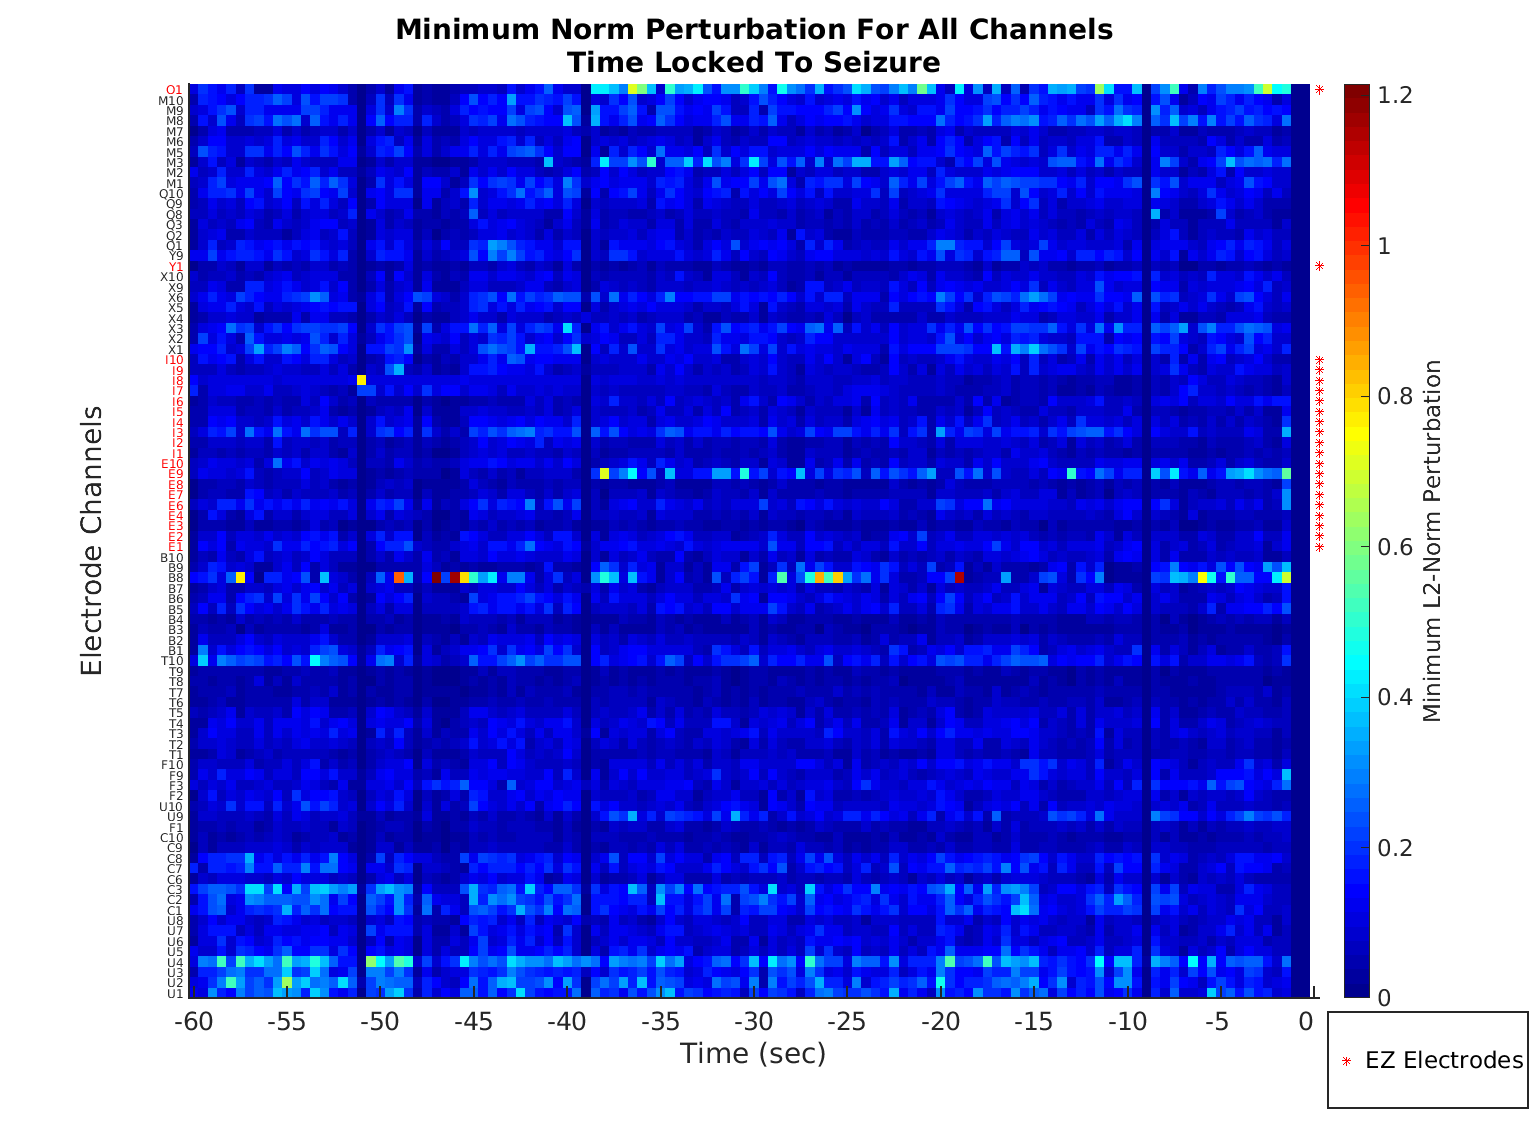 Minimum Norm Perturbation For All Channels
Time Locked To Seizure
Electrode Channels
O1
M10
M9
M8
M7
M6
M5
M3
M2
M1
Q10
Q9
Q8
Q3
Q2
Q1
Y9
Y1
X10
X9
X6
X5
X4
X3
X2
X1
I10
I9
I8
I7
I6
I5
I4
I3
I2
I1
E10
E9
E8
E7
E6
E4
E3
E2
E1
B10
B9
B8
B7
B6
B5
B4
B3
B2
B1
T10
T9
T8
T7
T6
T5
T4
T3
T2
T1
F10
F9
F3
F2
U10
U9
F1
C10
C9
C8
C7
C6
C3
C2
C1
U8
U7
U6
U5
U4
U3
U2
U1
-60 -55 -50 -45 -40 -35 -30 -25 -20 -15 -10 -5 0
Time (sec)
1.2
1
0.8
0.6
0.4
0.2
0
Minimum L2-Norm Perturbation
EZ Electrodes